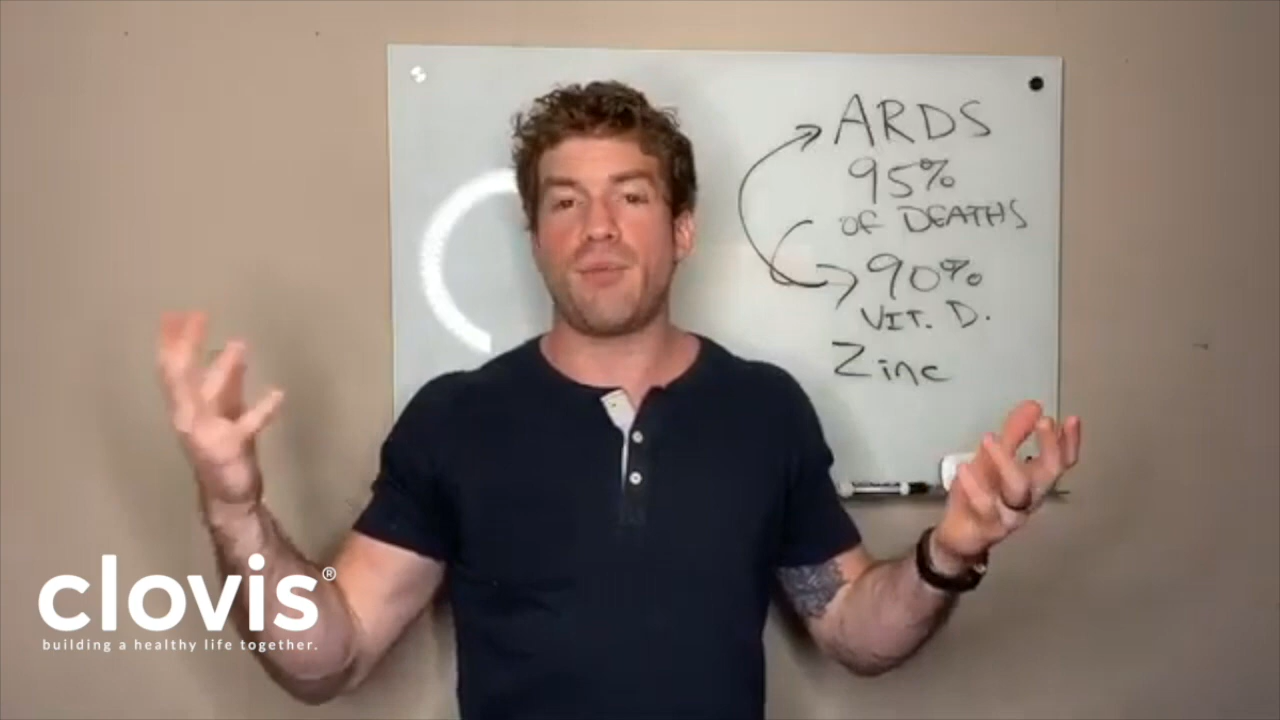 ARDS
95%
OF DEATHS
90%
VIT. D.
Zinc
clovis®
building a healthy life together.